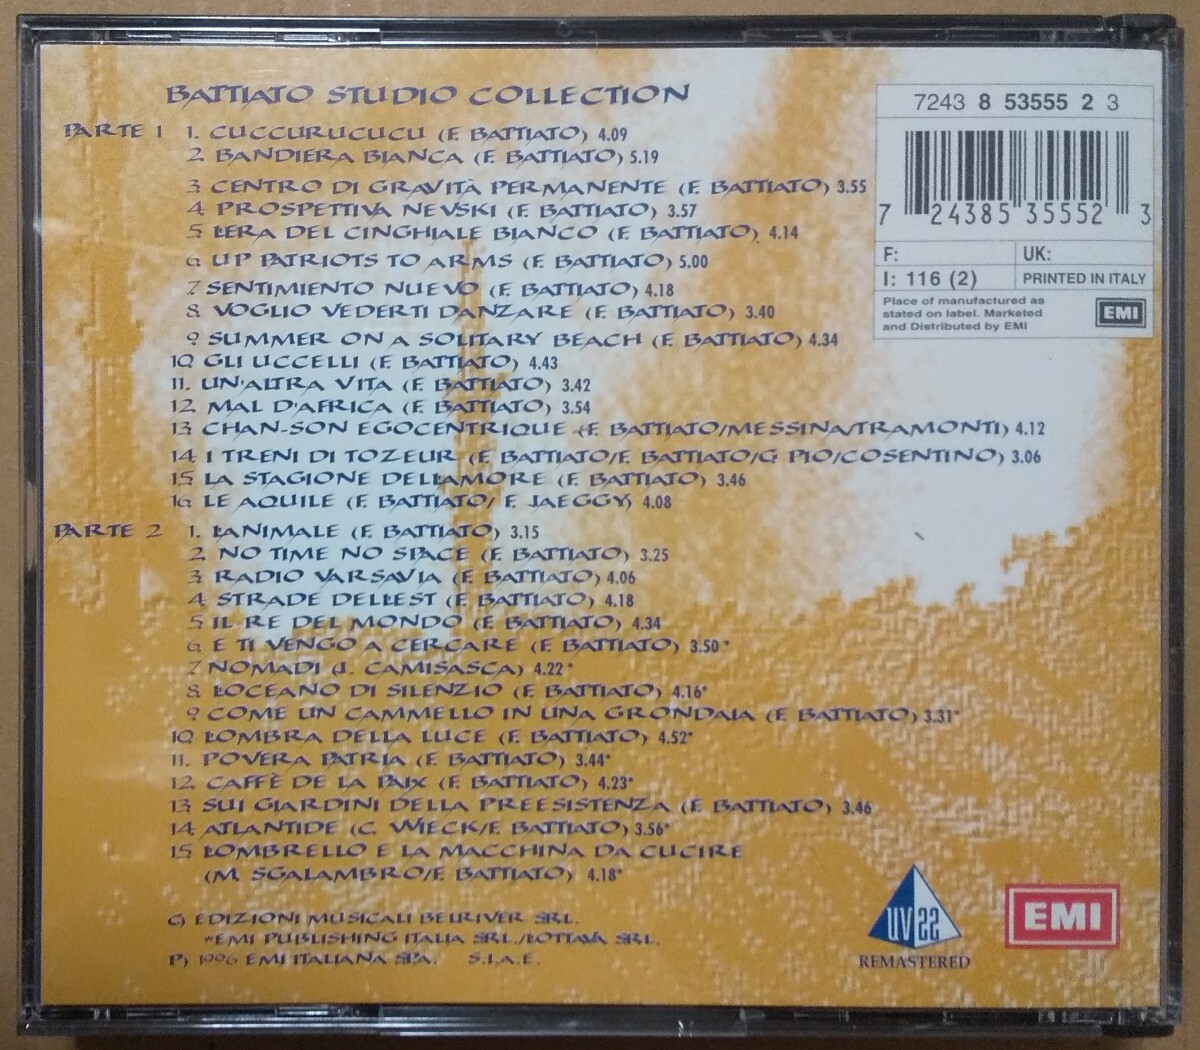 BATTIATO STUDIO COLLECTION
PARTE 1 1. CUCCURUCUCU (F. BATTIATO) 4.09
2. BANDIERA BIANCA (F. BATTIATO) 5.19
3. CENTRO DI GRAVITÀ PERMANENTE (F. BATTIATO) 3.55
4. PROSPETTIVA NEVSKI (F. BATTIATO) 3.57
5. L'ERA DEL CINGHIALE BIANCO (F. BATTIATO) 4.14
6. UP PATRIOTS TO ARMS (F. BATTIATO) 5.00
7. SENTIMIENTO NUEVO (F. BATTIATO) 4.18
8. VOGLIO VEDERTI DANZARE (F. BATTIATO) 3.40
9. SUMMER ON A SOLITARY BEACH (F. BATTIATO) 4.34
10. GLI UCCELLI (F. BATTIATO) 4.43
11. UN'ALTRA VITA (F. BATTIATO) 3.42
12. MAL D'AFRICA (F. BATTIATO) 3.54
13. CHAN-SON EGOCENTRIQUE (F. BATTIATO/MESSINA/TRAMONTI) 4.12
14. I TRENI DI TOZEUR (F. BATTIATO/F. BATTIATO/G. PIO/COSENTINO) 3.06
15. LA STAGIONE DELL'AMORE (F. BATTIATO) 3.46
16. LE AQUILE (F. BATTIATO/ F. JAEGGY) 4.08
PARTE 2 1. L'ANIMALE (F. BATTIATO) 3.15
2. NO TIME NO SPACE (F. BATTIATO) 3.25
3. RADIO VARSAVIA (F. BATTIATO) 4.06
4. STRADE DELL'EST (F. BATTIATO) 4.18
5. IL RE DEL MONDO (F. BATTIATO) 4.34
6. E TI VENGO A CERCARE (F. BATTIATO) 3.50*
7. NOMADI (J. CAMISASCA) 4.22*
8. L'OCEANO DI SILENZIO (F. BATTIATO) 4.16*
9. COME UN CAMMELLO IN UNA GRONDAIA (F. BATTIATO) 3.31*
10. L'OMBRA DELLA LUCE (F. BATTIATO) 4.52*
11. POVERA PATRIA (F. BATTIATO) 3.44*
12. CAFFÈ DE LA PAIX (F. BATTIATO) 4.23*
13. SUI GIARDINI DELLA PREESISTENZA (F. BATTIATO) 3.46
14. ATLANTIDE (C. WIECK/F. BATTIATO) 3.56*
15. L'OMBRELLO E LA MACCHINA DA CUCIRE
(M. SGALAMBRO/F. BATTIATO) 4.18*
C) EDIZIONI MUSICALI BELRIVER SRL.
*EMI PUBLISHING ITALIA SRL./L'OTTAVA SRL.
P) 1996 EMI ITALIANA SPA. S.I.A.E.
7243 8 53555 2 3
7 24385 35552 3
F: UK:
I: 116 (2) PRINTED IN ITALY
Place of manufactured as
stated on label. Marketed
and Distributed by EMI
EMI
UV22
REMASTERED
EMI